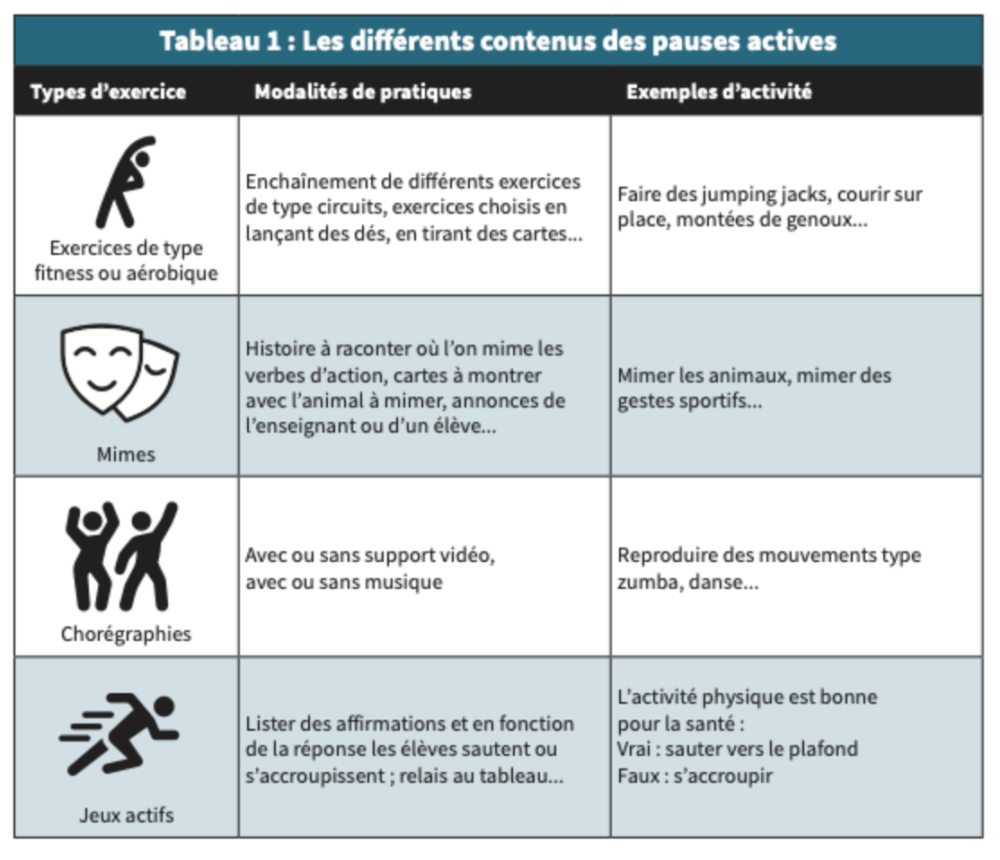 Tableau 1 : Les différents contenus des pauses actives
Types d’exercice
Modalités de pratiques
Exemples d’activité
Exercices de type
fitness ou aérobique
Enchaînement de différents exercices
de type circuits, exercices choisis en
lançant des dés, en tirant des cartes...
Faire des jumping jacks, courir sur
place, montées de genoux...
Mimes
Histoire à raconter où l’on mime les
verbes d’action, cartes à montrer
avec l’animal à mimer, annonces de
l’enseignant ou d’un élève...
Mimer les animaux, mimer des
gestes sportifs...
Chorégraphies
Avec ou sans support vidéo,
avec ou sans musique
Reproduire des mouvements type
zumba, danse...
Jeux actifs
Lister des affirmations et en fonction
de la réponse les élèves sautent ou
s’accroupissent ; relais au tableau...
L’activité physique est bonne
pour la santé :
Vrai : sauter vers le plafond
Faux : s’accroupir